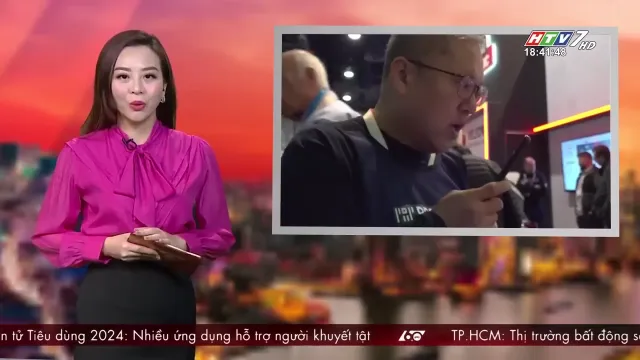 HTV7 HD
18:41:48
n tử Tiêu dùng 2024: Nhiều ứng dụng hỗ trợ người khuyết tật 60 TP.HCM: Thị trường bất động s